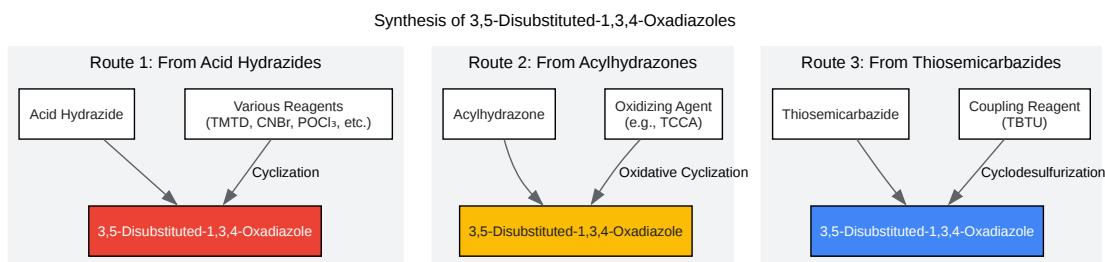 Synthesis of 3,5-Disubstituted-1,3,4-Oxadiazoles
Route 1: From Acid Hydrazides
Acid Hydrazide
Various Reagents
(TMTD, CNBr, POCl₃, etc.)
Cyclization
3,5-Disubstituted-1,3,4-Oxadiazole
Route 2: From Acylhydrazones
Acylhydrazone
Oxidizing Agent
(e.g., TCCA)
Oxidative Cyclization
3,5-Disubstituted-1,3,4-Oxadiazole
Route 3: From Thiosemicarbazides
Thiosemicarbazide
Coupling Reagent
(TBTU)
Cyclodesulfurization
3,5-Disubstituted-1,3,4-Oxadiazole